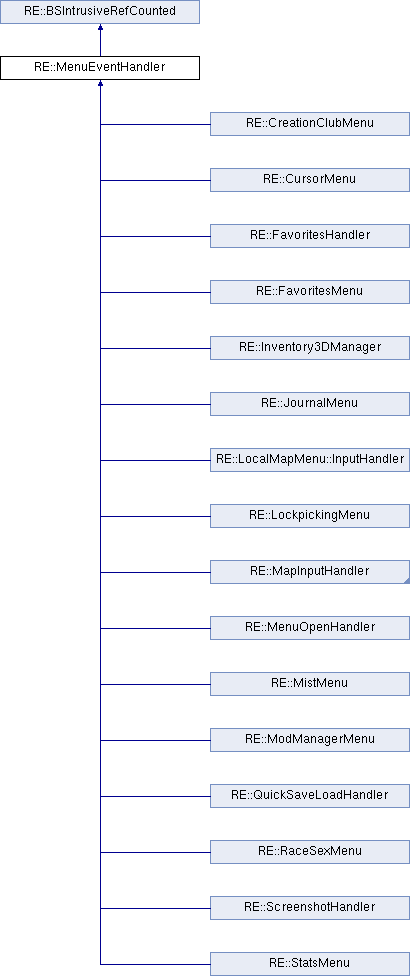 RE::BSIntrusiveRefCounted
RE::MenuEventHandler
RE::CreationClubMenu
RE::CursorMenu
RE::FavoritesHandler
RE::FavoritesMenu
RE::Inventory3DManager
RE::JournalMenu
RE::LocalMapMenu::InputHandler
RE::LockpickingMenu
RE::MapInputHandler
RE::MenuOpenHandler
RE::MistMenu
RE::ModManagerMenu
RE::QuickSaveLoadHandler
RE::RaceSexMenu
RE::ScreenshotHandler
RE::StatsMenu